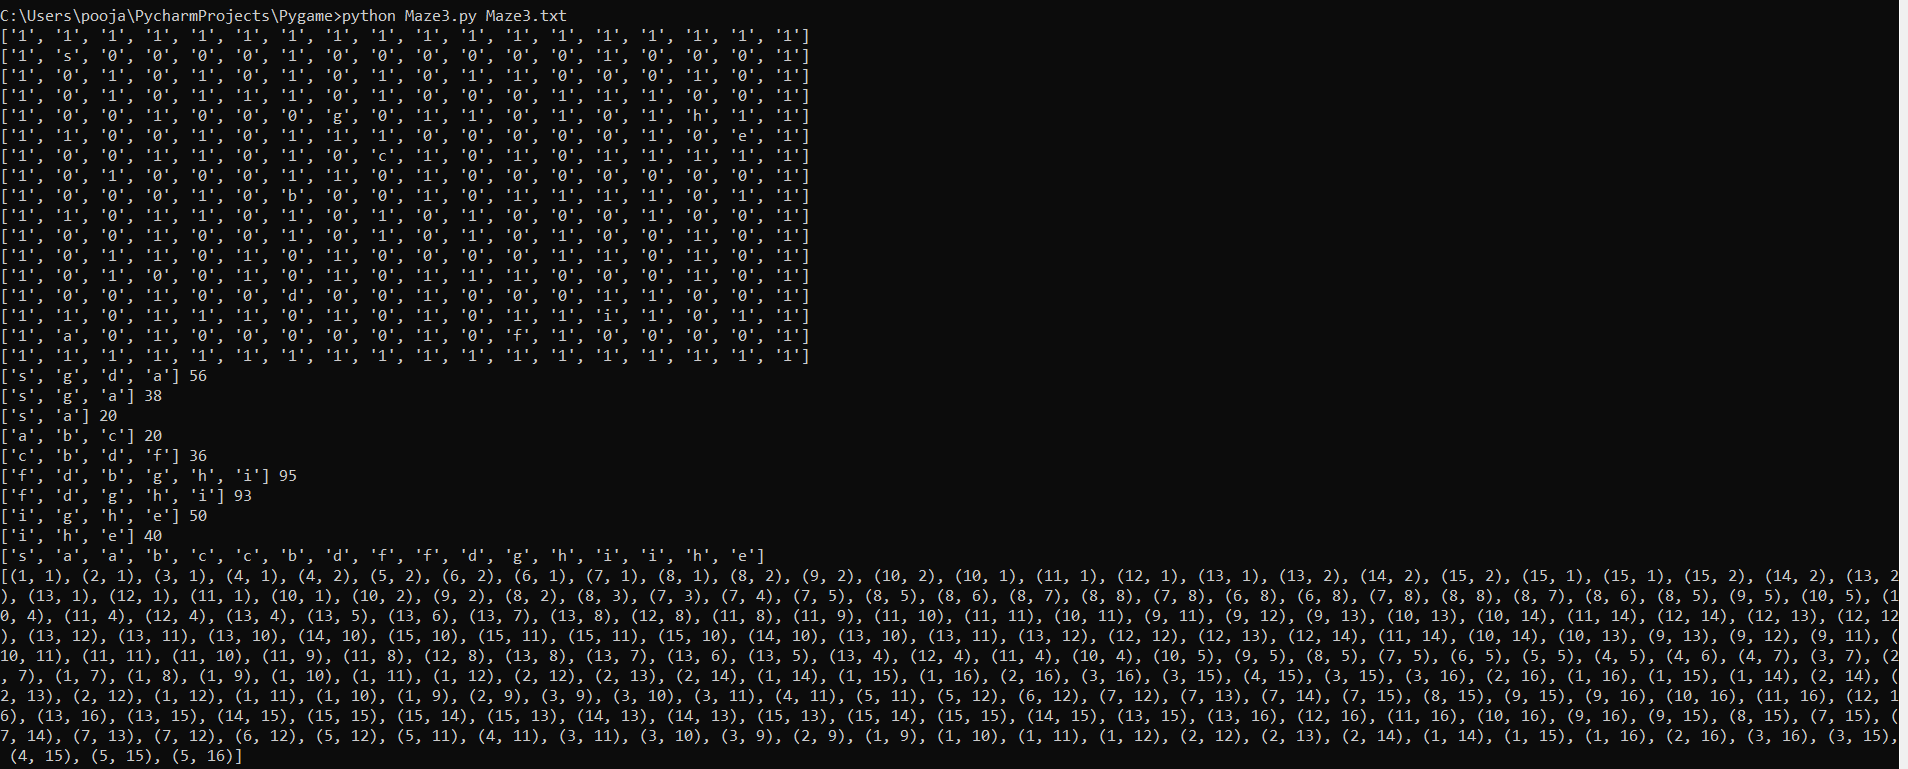 C:\Users\pooja\PycharmProjects\Pygame>python Maze3.py Maze3.txt
['1', '1', '1', '1', '1', '1', '1', '1', '1', '1', '1', '1', '1', '1', '1', '1', '1', '1']
['1', 's', '0', '0', '0', '0', '1', '0', '0', '0', '0', '0', '0', '1', '0', '0', '0', '1']
['1', '0', '1', '0', '1', '0', '1', '0', '1', '0', '1', '1', '0', '0', '0', '1', '0', '1']
['1', '0', '1', '0', '1', '1', '1', '0', '1', '0', '0', '0', '1', '1', '1', '0', '0', '1']
['1', '0', '0', '1', '0', '0', '0', 'g', '0', '1', '1', '0', '1', '0', '1', 'h', '1', '1']
['1', '1', '0', '0', '1', '0', '1', '1', '1', '0', '0', '0', '0', '0', '1', '0', 'e', '1']
['1', '0', '0', '1', '1', '0', '1', '0', 'c', '1', '0', '1', '0', '1', '1', '1', '1', '1']
['1', '0', '1', '0', '0', '0', '1', '1', '0', '1', '0', '0', '0', '0', '0', '0', '0', '1']
['1', '0', '0', '0', '1', '0', 'b', '0', '0', '1', '0', '1', '1', '1', '1', '0', '1', '1']
['1', '1', '0', '1', '1', '0', '1', '0', '1', '0', '1', '0', '0', '0', '1', '0', '0', '1']
['1', '0', '0', '1', '0', '0', '1', '0', '1', '0', '1', '0', '1', '0', '0', '1', '0', '1']
['1', '0', '1', '1', '0', '1', '0', '1', '0', '0', '0', '0', '1', '1', '0', '1', '0', '1']
['1', '0', '1', '0', '0', '1', '0', '1', '0', '1', '1', '1', '0', '0', '0', '1', '0', '1']
['1', '0', '0', '1', '0', '0', 'd', '0', '0', '1', '0', '0', '0', '1', '1', '0', '0', '1']
['1', '1', '0', '1', '1', '1', '0', '1', '0', '1', '0', '1', '1', 'i', '1', '0', '1', '1']
['1', 'a', '0', '1', '0', '0', '0', '0', '0', '1', '0', 'f', '1', '0', '0', '0', '0', '1']
['1', '1', '1', '1', '1', '1', '1', '1', '1', '1', '1', '1', '1', '1', '1', '1', '1', '1']
['s', 'g', 'd', 'a'] 56
['s', 'g', 'a'] 38
['s', 'a'] 20
['a', 'b', 'c'] 20
['c', 'b', 'd', 'f'] 36
['f', 'd', 'b', 'g', 'h', 'i'] 95
['f', 'd', 'g', 'h', 'i'] 93
['i', 'g', 'h', 'e'] 50
['i', 'h', 'e'] 40
['s', 'a', 'a', 'b', 'c', 'c', 'b', 'd', 'f', 'f', 'd', 'g', 'h', 'i', 'i', 'h', 'e']
[(1, 1), (2, 1), (3, 1), (4, 1), (4, 2), (5, 2), (6, 2), (6, 1), (7, 1), (8, 1), (8, 2), (9, 2), (10, 2), (10, 1), (11, 1), (12, 1), (13, 1), (13, 2), (14, 2), (15, 2), (15, 1), (15, 1), (15, 2), (14, 2), (13, 2
), (13, 1), (12, 1), (11, 1), (10, 1), (10, 2), (9, 2), (8, 2), (8, 3), (7, 3), (7, 4), (7, 5), (8, 5), (8, 6), (8, 7), (8, 8), (7, 8), (6, 8), (6, 8), (7, 8), (8, 8), (8, 7), (8, 6), (8, 5), (9, 5), (10, 5), (1
0, 4), (11, 4), (12, 4), (13, 4), (13, 5), (13, 6), (13, 7), (13, 8), (12, 8), (11, 8), (11, 9), (11, 10), (11, 11), (10, 11), (9, 11), (9, 12), (9, 13), (10, 13), (10, 14), (11, 14), (12, 14), (12, 13), (12, 12
), (13, 12), (13, 11), (13, 10), (14, 10), (15, 10), (15, 11), (15, 11), (15, 10), (14, 10), (13, 10), (13, 11), (13, 12), (12, 12), (12, 13), (12, 14), (11, 14), (10, 14), (10, 13), (9, 13), (9, 12), (9, 11), (
10, 11), (11, 11), (11, 10), (11, 9), (11, 8), (12, 8), (13, 8), (13, 7), (13, 6), (13, 5), (13, 4), (12, 4), (11, 4), (10, 4), (10, 5), (9, 5), (8, 5), (7, 5), (6, 5), (5, 5), (4, 5), (4, 6), (4, 7), (3, 7), (2
, 7), (1, 7), (1, 8), (1, 9), (1, 10), (1, 11), (1, 12), (2, 12), (2, 13), (2, 14), (1, 14), (1, 15), (1, 16), (2, 16), (3, 16), (3, 15), (4, 15), (3, 15), (3, 16), (2, 16), (1, 16), (1, 15), (1, 14), (2, 14), (
2, 13), (2, 12), (1, 12), (1, 11), (1, 10), (1, 9), (2, 9), (3, 9), (3, 10), (3, 11), (4, 11), (5, 11), (5, 12), (6, 12), (7, 12), (7, 13), (7, 14), (7, 15), (8, 15), (9, 15), (9, 16), (10, 16), (11, 16), (12, 1
6), (13, 16), (13, 15), (14, 15), (15, 15), (15, 14), (15, 13), (14, 13), (14, 13), (15, 13), (15, 14), (15, 15), (14, 15), (13, 15), (13, 16), (12, 16), (11, 16), (10, 16), (9, 16), (9, 15), (8, 15), (7, 15), (
7, 14), (7, 13), (7, 12), (6, 12), (5, 12), (5, 11), (4, 11), (3, 11), (3, 10), (3, 9), (2, 9), (1, 9), (1, 10), (1, 11), (1, 12), (2, 12), (2, 13), (2, 14), (1, 14), (1, 15), (1, 16), (2, 16), (3, 16), (3, 15),
 (4, 15), (5, 15), (5, 16)]